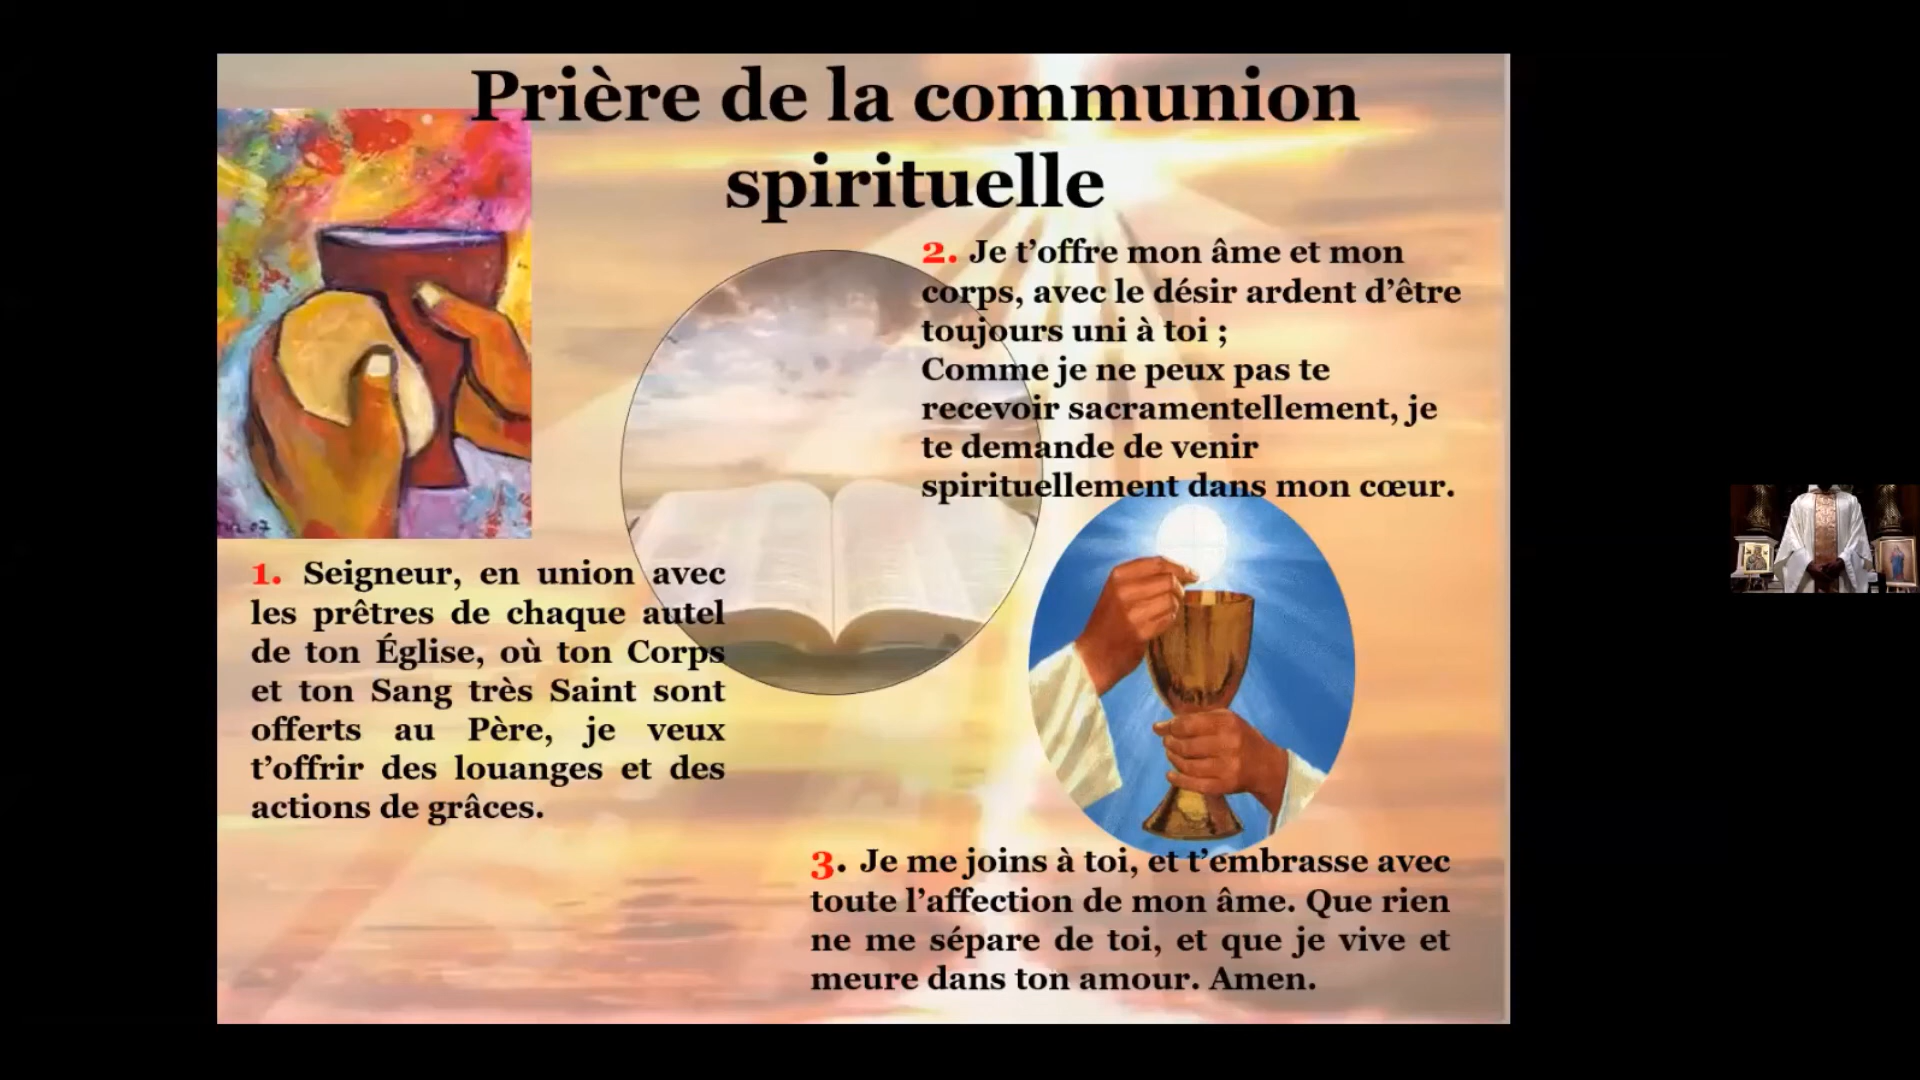 Prière de la communion
spirituelle
1. Seigneur, en union avec
les prêtres de chaque autel
de ton Église, où ton Corps
et ton Sang très Saint sont
offerts au Père, je veux
t’offrir des louanges et des
actions de grâces.
2. Je t’offre mon âme et mon
corps, avec le désir ardent d’être
toujours uni à toi ;
Comme je ne peux pas te
recevoir sacramentellement, je
te demande de venir
spirituellement dans mon cœur.
3. Je me joins à toi, et t’embrasse avec
toute l’affection de mon âme. Que rien
ne me sépare de toi, et que je vive et
meure dans ton amour. Amen.